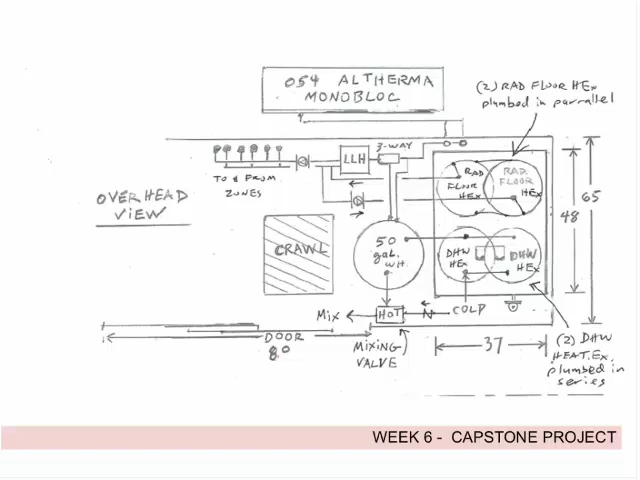 054 ALTHERMA
MONOBLOC
(2) RAD FLOOR HEX
plumbed in parrallel
3-WAY
LLH
TO & FROM
ZONES
OVERHEAD
VIEW
RAD
FLOOR
HEX
RAD.
FLOOR
HEX
65
48
CRAWL
50
gal.
WH.
DHW
HEX
DHW
HEX
MIX
HOT
N
COLD
DOOR
8.0
MIXING
VALVE
37
(2) DHW
HEAT.EX.
plumbed in
series
WEEK 6 - CAPSTONE PROJECT